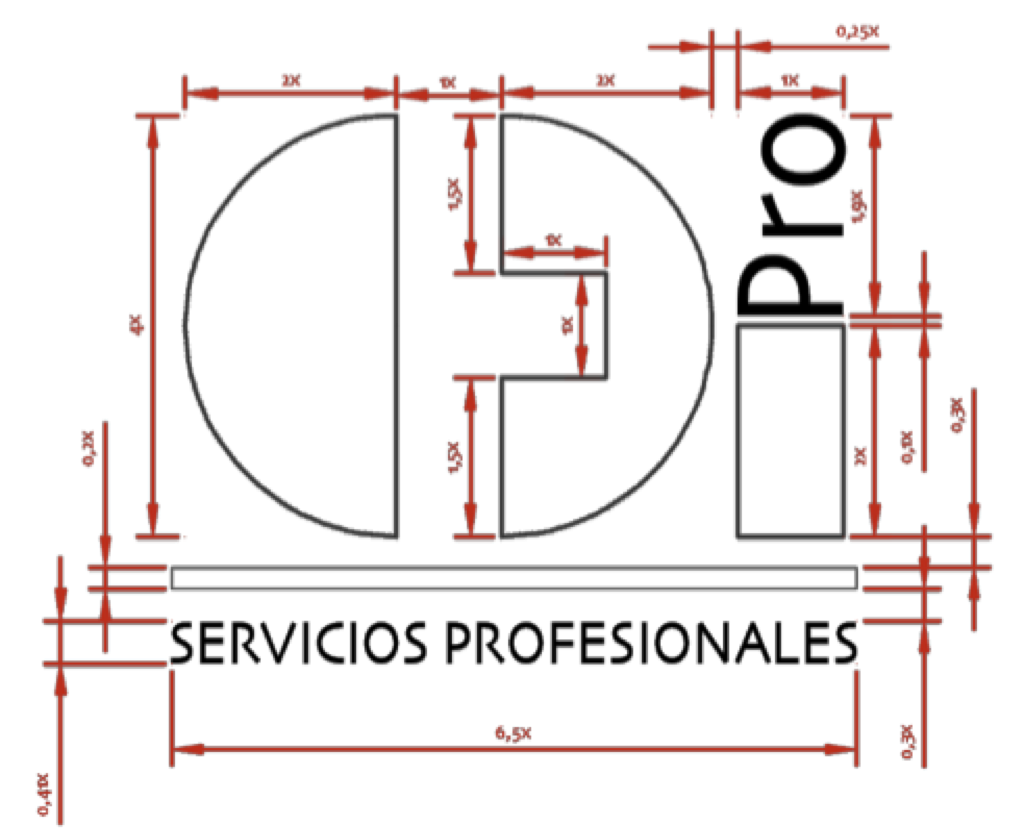 0,25X
2X
1X
2X
1X
1,5X
Pro
1,9X
1X
4X
1X
0,2X
1,5X
2X
0,1X
0,3X
SERVICIOS PROFESIONALES
6,5X
0,3X
0,41X